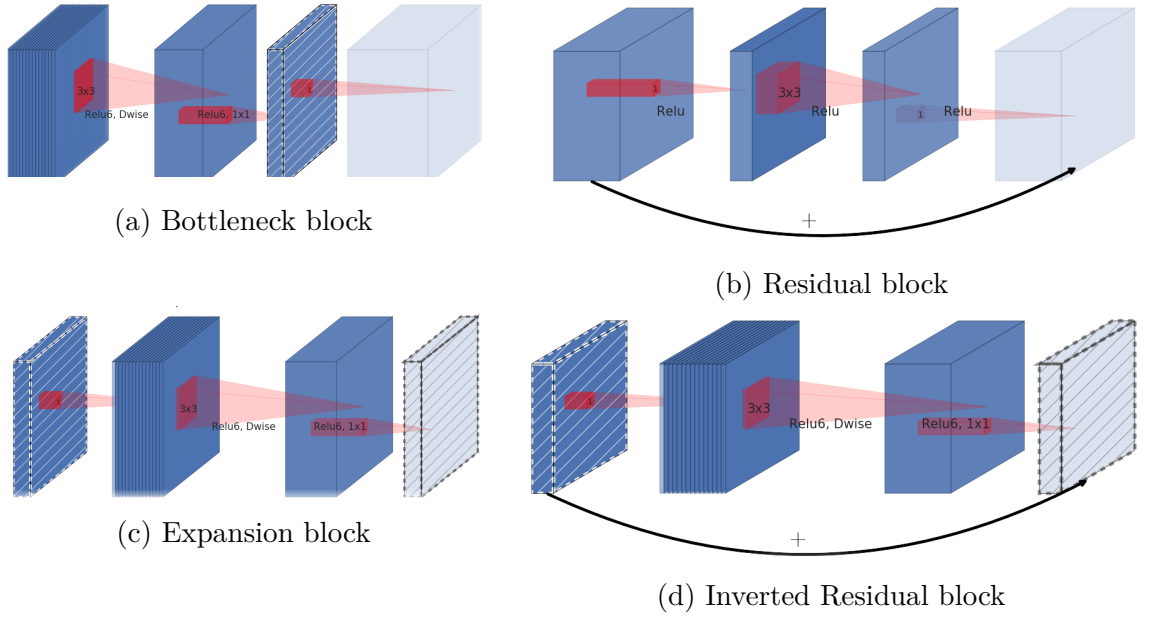 3x3
Relu6, Dwise
Relu6, 1x1
1
(a) Bottleneck block
1
Relu
3x3
Relu
1
Relu
+
(b) Residual block
1
3x3
Relu6, Dwise
Relu6, 1x1
(c) Expansion block
1
3x3
Relu6, Dwise
Relu6, 1x1
+
(d) Inverted Residual block